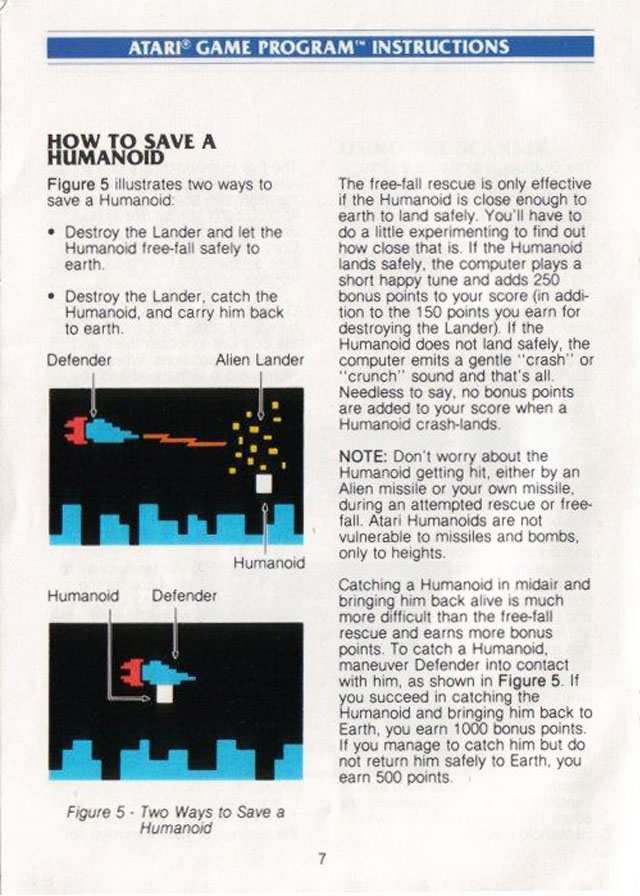 ATARI® GAME PROGRAM™ INSTRUCTIONS
HOW TO SAVE A
HUMANOID
Figure 5 illustrates two ways to
save a Humanoid:
• Destroy the Lander and let the
Humanoid free-fall safely to
earth.
• Destroy the Lander, catch the
Humanoid, and carry him back
to earth.
Defender Alien Lander
Humanoid
Humanoid Defender
Figure 5 - Two Ways to Save a
Humanoid
The free-fall rescue is only effective
if the Humanoid is close enough to
earth to land safely. You'll have to
do a little experimenting to find out
how close that is. If the Humanoid
lands safely, the computer plays a
short happy tune and adds 250
bonus points to your score (in addi-
tion to the 150 points you earn for
destroying the Lander). If the
Humanoid does not land safely, the
computer emits a gentle "crash" or
"crunch" sound and that's all.
Needless to say, no bonus points
are added to your score when a
Humanoid crash-lands.
NOTE: Don't worry about the
Humanoid getting hit, either by an
Alien missile or your own missile,
during an attempted rescue or free-
fall. Atari Humanoids are not
vulnerable to missiles and bombs,
only to heights.
Catching a Humanoid in midair and
bringing him back alive is much
more difficult than the free-fall
rescue and earns more bonus
points. To catch a Humanoid,
maneuver Defender into contact
with him, as shown in Figure 5. If
you succeed in catching the
Humanoid and bringing him back to
Earth, you earn 1000 bonus points.
If you manage to catch him but do
not return him safely to Earth, you
earn 500 points.
7